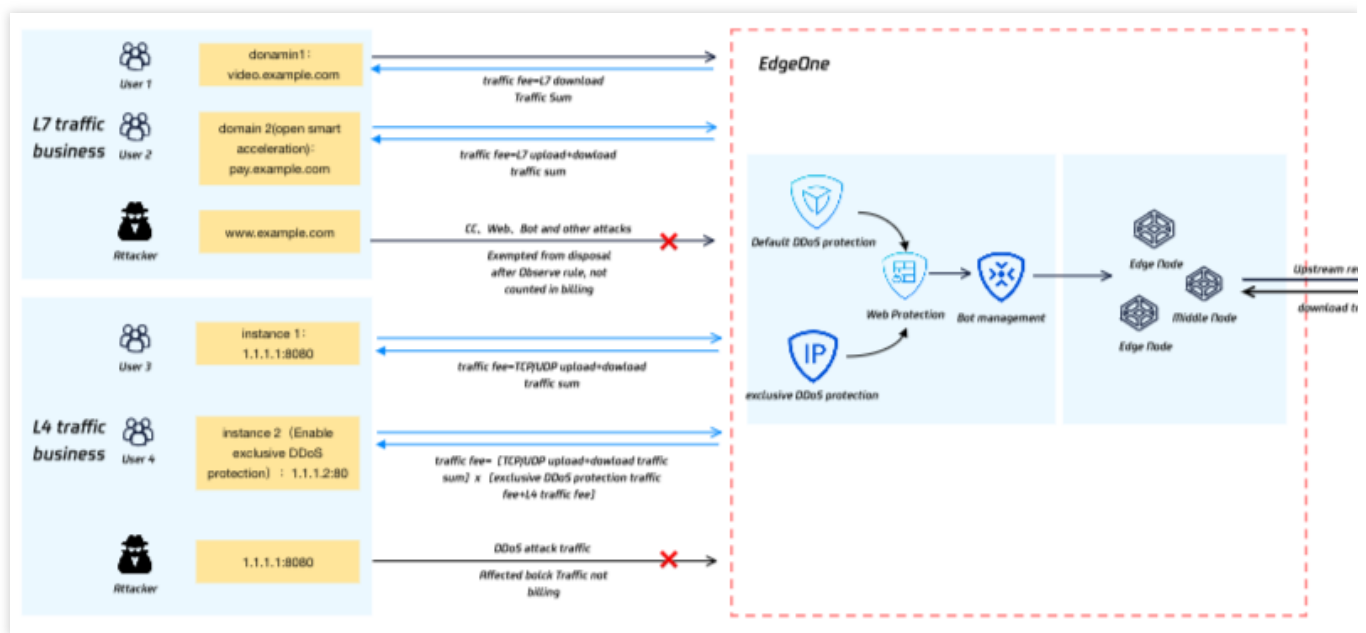 L7 traffic
business
User 1
donamin1：
video.example.com
traffic fee=L7 download
Traffic Sum
User 2
domain 2(open smart
acceleration)：
pay.example.com
traffic fee=L7 upload+dowload
traffic sum
Attacker
www.example.com
CC、Web、Bot and other attacks
Exempted from disposal
after Observe rule, not
counted in billing
L4 traffic
business
User 3
instance 1：
1.1.1.1:8080
traffic fee=TCP/UDP upload+dowload
traffic sum
User 4
instance 2（Enable
exclusive DDoS
protection）：1.1.1.2:80
traffic fee=［TCP/UDP upload+dowload traffic
sum］x［exclusive DDoS protection traffic
fee+L4 traffic fee］
Attacker
1.1.1.1:8080
DDoS attack traffic
Affected bolck Traffic not
billing
EdgeOne
Default DDoS protection
Web Protection
Bot management
IP
exclusive DDoS protection
Edge Node
Middle Node
Edge Node
Upstream
download